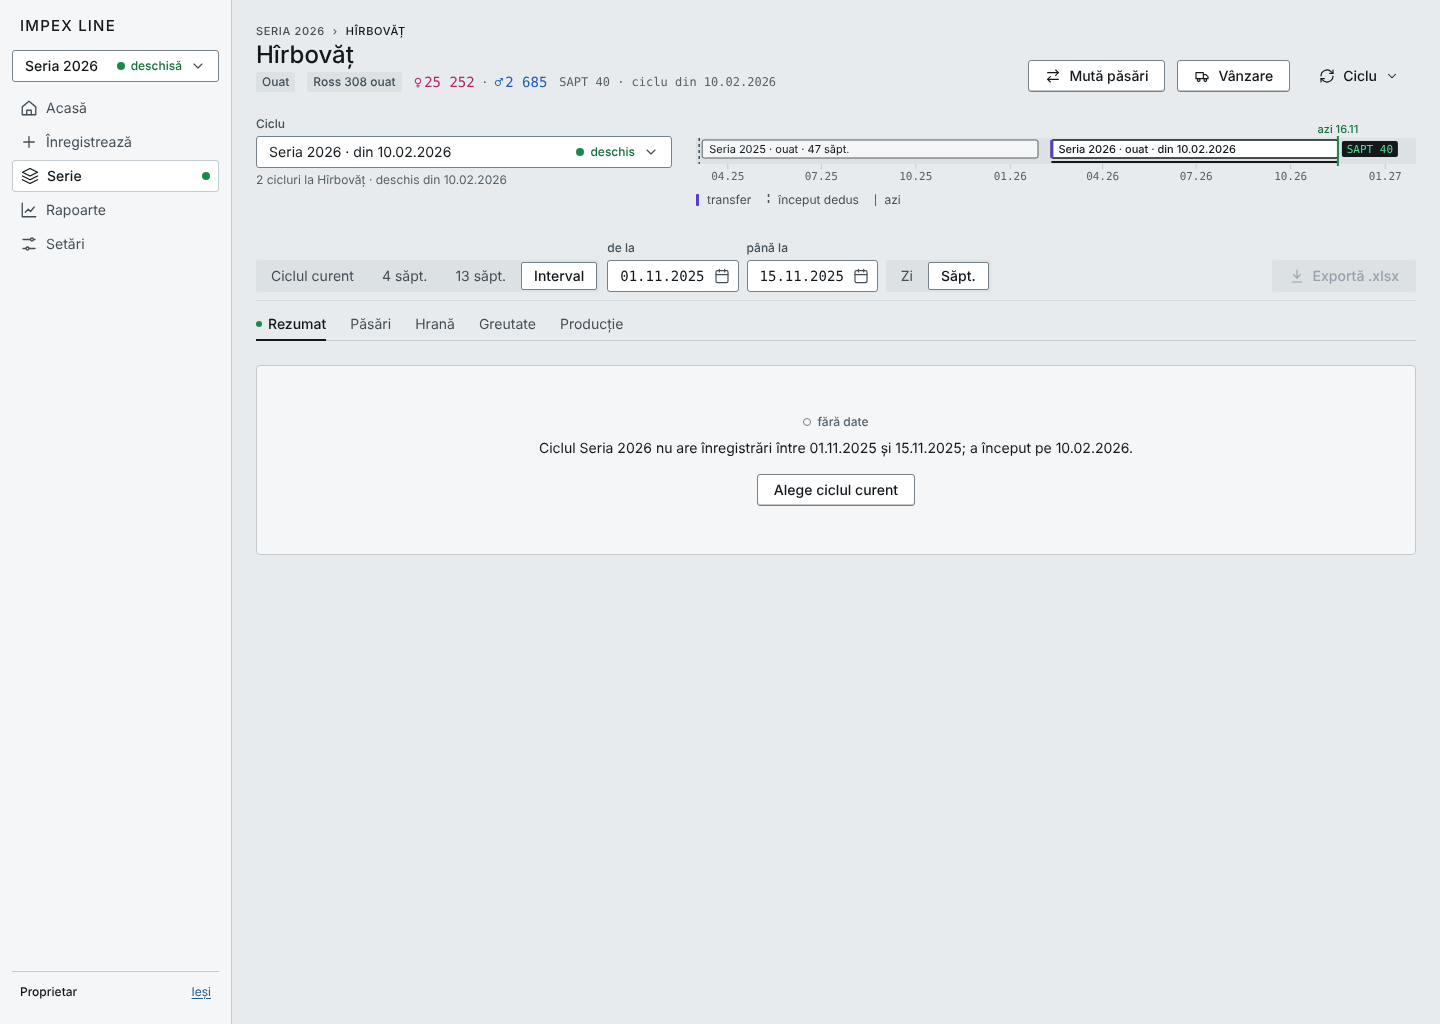 IMPEX LINE
Seria 2026 deschisă
Acasă
Înregistrează
Serie
Rapoarte
Setări
Proprietar Ieși
SERIA 2026 › HÎRBOVĂȚ
Hîrbovăț
Ouat Ross 308 ouat ♀25 252 · ♂2 685 SAPT 40 · ciclu din 10.02.2026
Mută păsări Vânzare Ciclu
Ciclu
Seria 2026 · din 10.02.2026 deschis
2 cicluri la Hîrbovăț · deschis din 10.02.2026
azi 16.11
Seria 2025 · ouat · 47 săpt. Seria 2026 · ouat · din 10.02.2026 SAPT 40
04.25 07.25 10.25 01.26 04.26 07.26 10.26 01.27
transfer început dedus azi
de la până la
Ciclul curent 4 săpt. 13 săpt. Interval 01.11.2025 15.11.2025 Zi Săpt. Exportă .xlsx
Rezumat Păsări Hrană Greutate Producție
fără date
Ciclul Seria 2026 nu are înregistrări între 01.11.2025 și 15.11.2025; a început pe 10.02.2026.
Alege ciclul curent